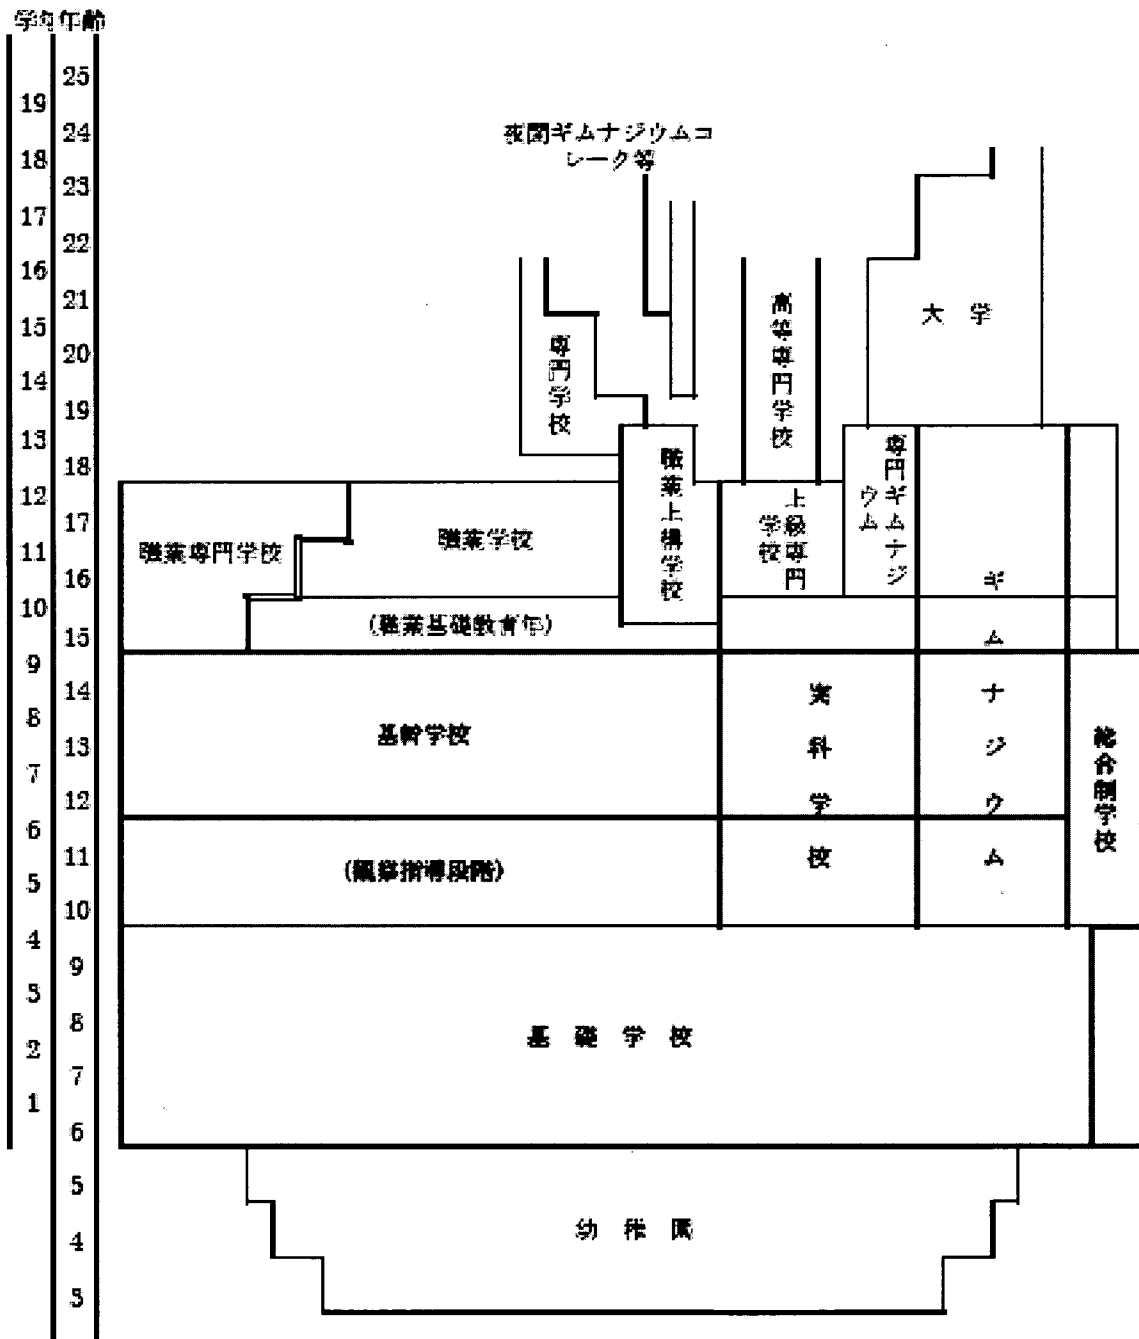 学年 年齢
25
19
24
18
23
17
22
16
21
15
20
14
19
13
18
12
17
11
16
10
15
9
14
8
13
7
12
6
11
5
10
4
9
3
8
2
7
1
6
5
4
3
夜間ギムナジウムコ
レーク等
専門学校
高等専門学校
大学
職業専門学校
職業学校
(職業基礎教育年)
職業上構学校
上級専門
学校
専門ギムナジ
ウム
ギムナジウム
基幹学校
実科学校
総合制学校
(観察指導段階)
基礎学校
幼稚園